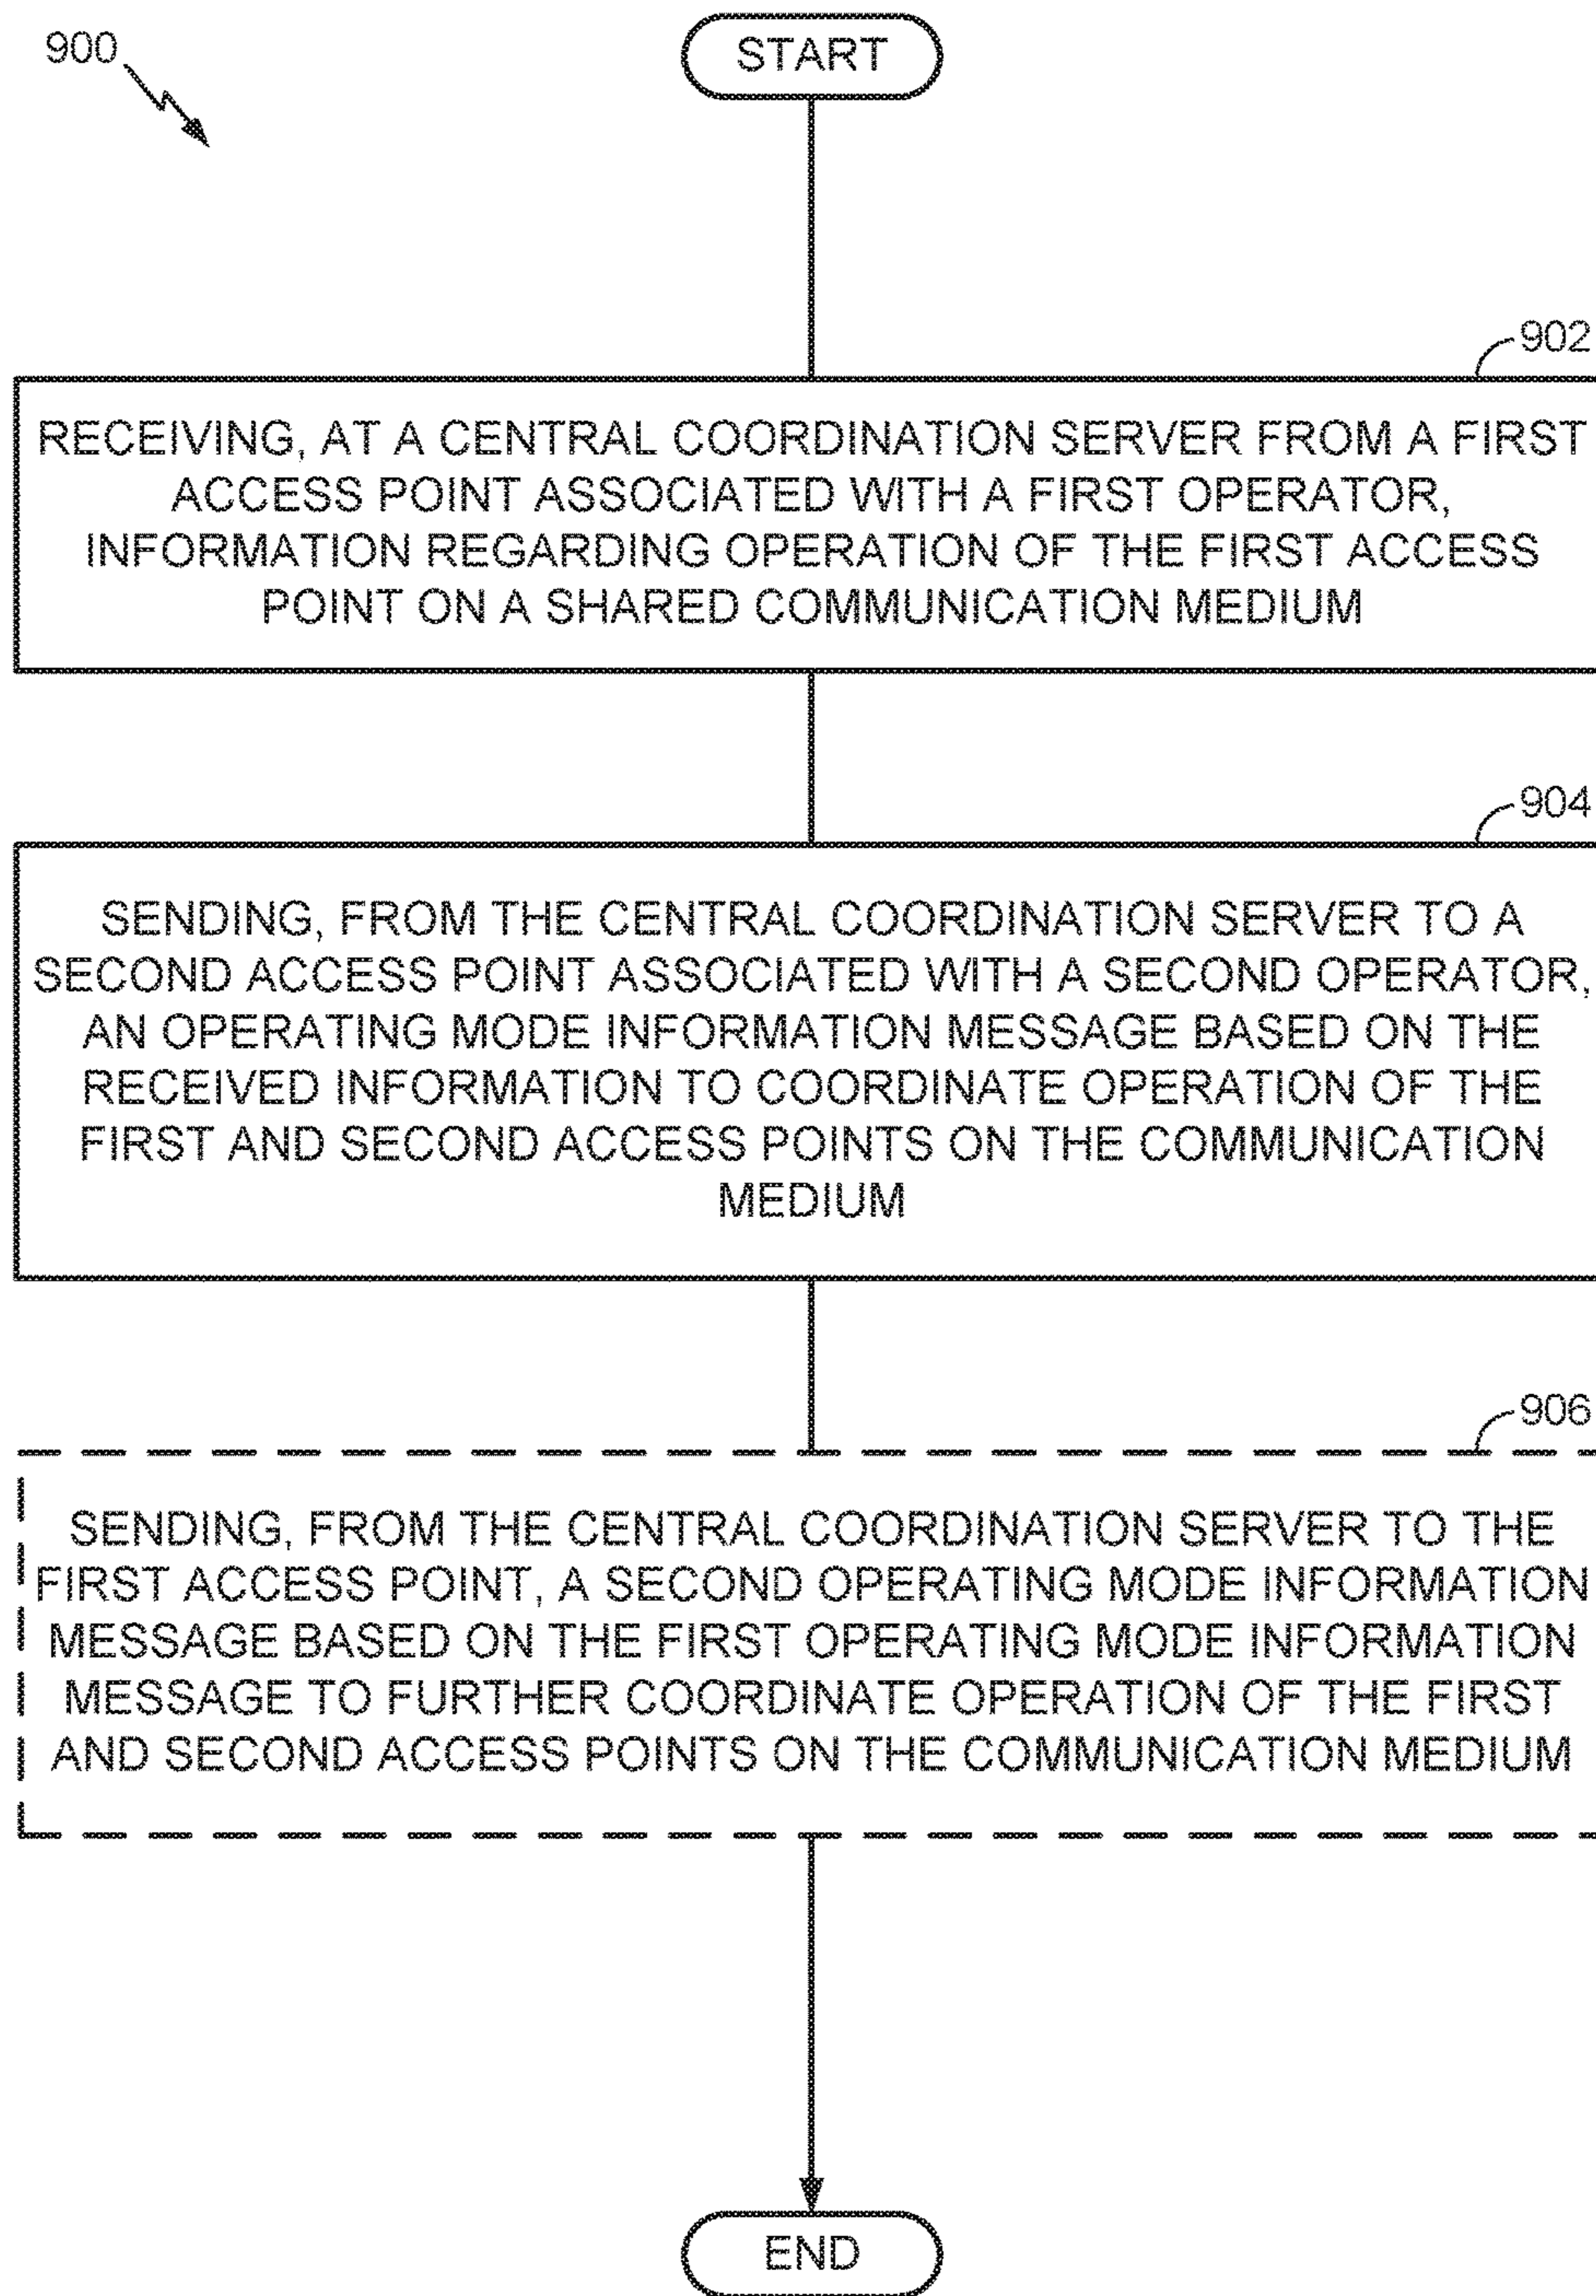 900
START
902
RECEIVING, AT A CENTRAL COORDINATION SERVER FROM A FIRST
ACCESS POINT ASSOCIATED WITH A FIRST OPERATOR,
INFORMATION REGARDING OPERATION OF THE FIRST ACCESS
POINT ON A SHARED COMMUNICATION MEDIUM
904
SENDING, FROM THE CENTRAL COORDINATION SERVER TO A
SECOND ACCESS POINT ASSOCIATED WITH A SECOND OPERATOR,
AN OPERATING MODE INFORMATION MESSAGE BASED ON THE
RECEIVED INFORMATION TO COORDINATE OPERATION OF THE
FIRST AND SECOND ACCESS POINTS ON THE COMMUNICATION
MEDIUM
906
SENDING, FROM THE CENTRAL COORDINATION SERVER TO THE
FIRST ACCESS POINT, A SECOND OPERATING MODE INFORMATION
MESSAGE BASED ON THE FIRST OPERATING MODE INFORMATION
MESSAGE TO FURTHER COORDINATE OPERATION OF THE FIRST
AND SECOND ACCESS POINTS ON THE COMMUNICATION MEDIUM
END